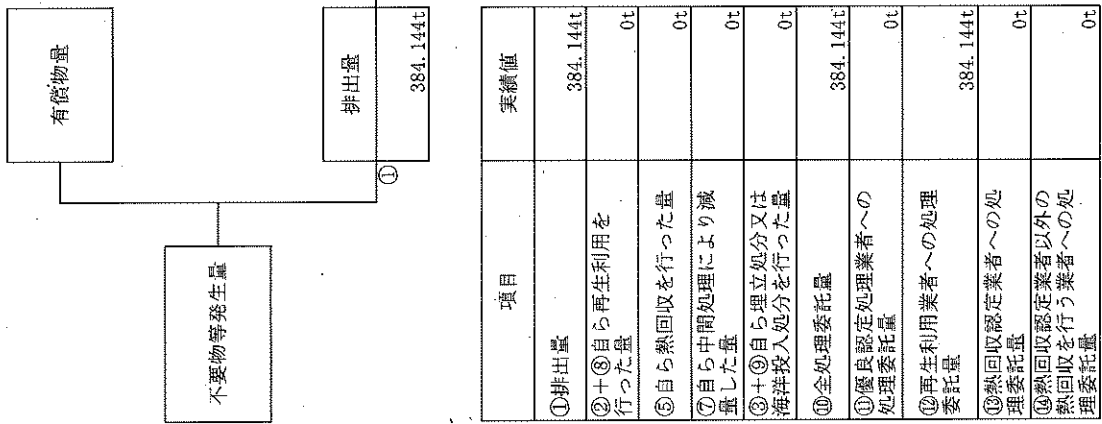 有償物量
不要物等発生量
排出量
①
384.144t
項目 実績値
①排出量 384.144t
②+⑧自ら再生利用を
行った量 0t
⑤自ら熱回収を行った量 0t
⑦自ら中間処理により減
量した量 0t
③+⑨自ら埋立処分又は
海洋投入処分を行った量 0t
⑩全処理委託量 384.144t
⑪優良認定処理業者への
処理委託量 0t
⑫再生利用業者への処理
委託量 384.144t
⑬熱回収認定業者への処
理委託量 0t
⑭熱回収認定業者以外の
熱回収を行う業者への処
理委託量 0t